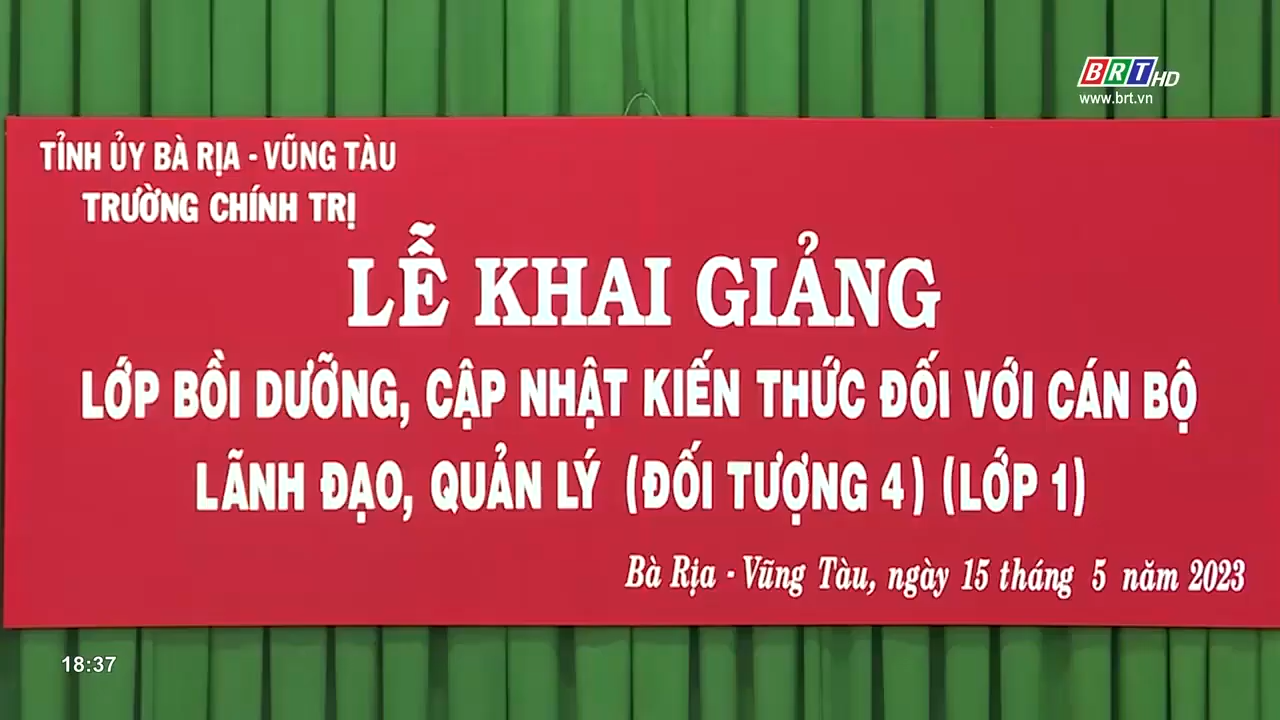 BRT HD
www.brt.vn
TỈNH ỦY BÀ RỊA - VŨNG TÀU
TRƯỜNG CHÍNH TRỊ
LỄ KHAI GIẢNG
LỚP BỒI DƯỠNG, CẬP NHẬT KIẾN THỨC ĐỐI VỚI CÁN BỘ
LÃNH ĐẠO, QUẢN LÝ (ĐỐI TƯỢNG 4) (LỚP 1)
Bà Rịa - Vũng Tàu, ngày 15 tháng 5 năm 2023
18:37